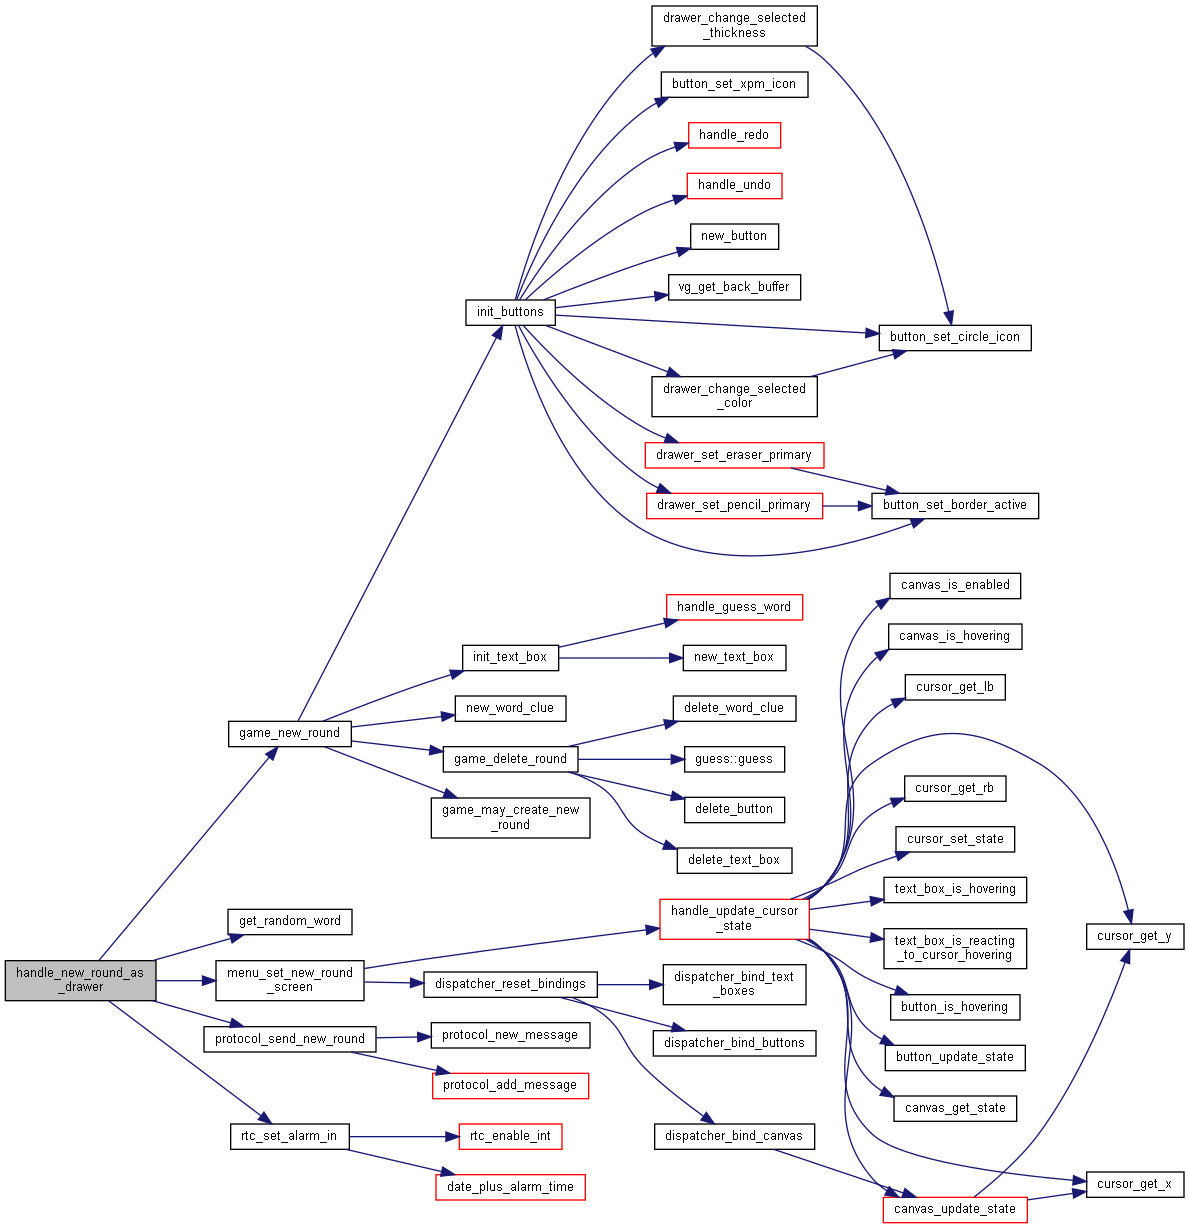 drawer_change_selected
_thickness
button_set_xpm_icon
handle_redo
handle_undo
new_button
vg_get_back_buffer
init_buttons
button_set_circle_icon
drawer_change_selected
_color
drawer_set_eraser_primary
drawer_set_pencil_primary
button_set_border_active
canvas_is_enabled
handle_guess_word
canvas_is_hovering
init_text_box
new_text_box
cursor_get_lb
new_word_clue
delete_word_clue
game_new_round
game_delete_round
guess::guess
cursor_get_rb
game_may_create_new
_round
delete_button
cursor_set_state
delete_text_box
text_box_is_hovering
handle_update_cursor
_state
get_random_word
cursor_get_y
text_box_is_reacting
_to_cursor_hovering
handle_new_round_as
_drawer
menu_set_new_round
_screen
dispatcher_reset_bindings
dispatcher_bind_text
_boxes
button_is_hovering
protocol_send_new_round
protocol_new_message
dispatcher_bind_buttons
button_update_state
protocol_add_message
canvas_get_state
rtc_set_alarm_in
rtc_enable_int
dispatcher_bind_canvas
date_plus_alarm_time
cursor_get_x
canvas_update_state